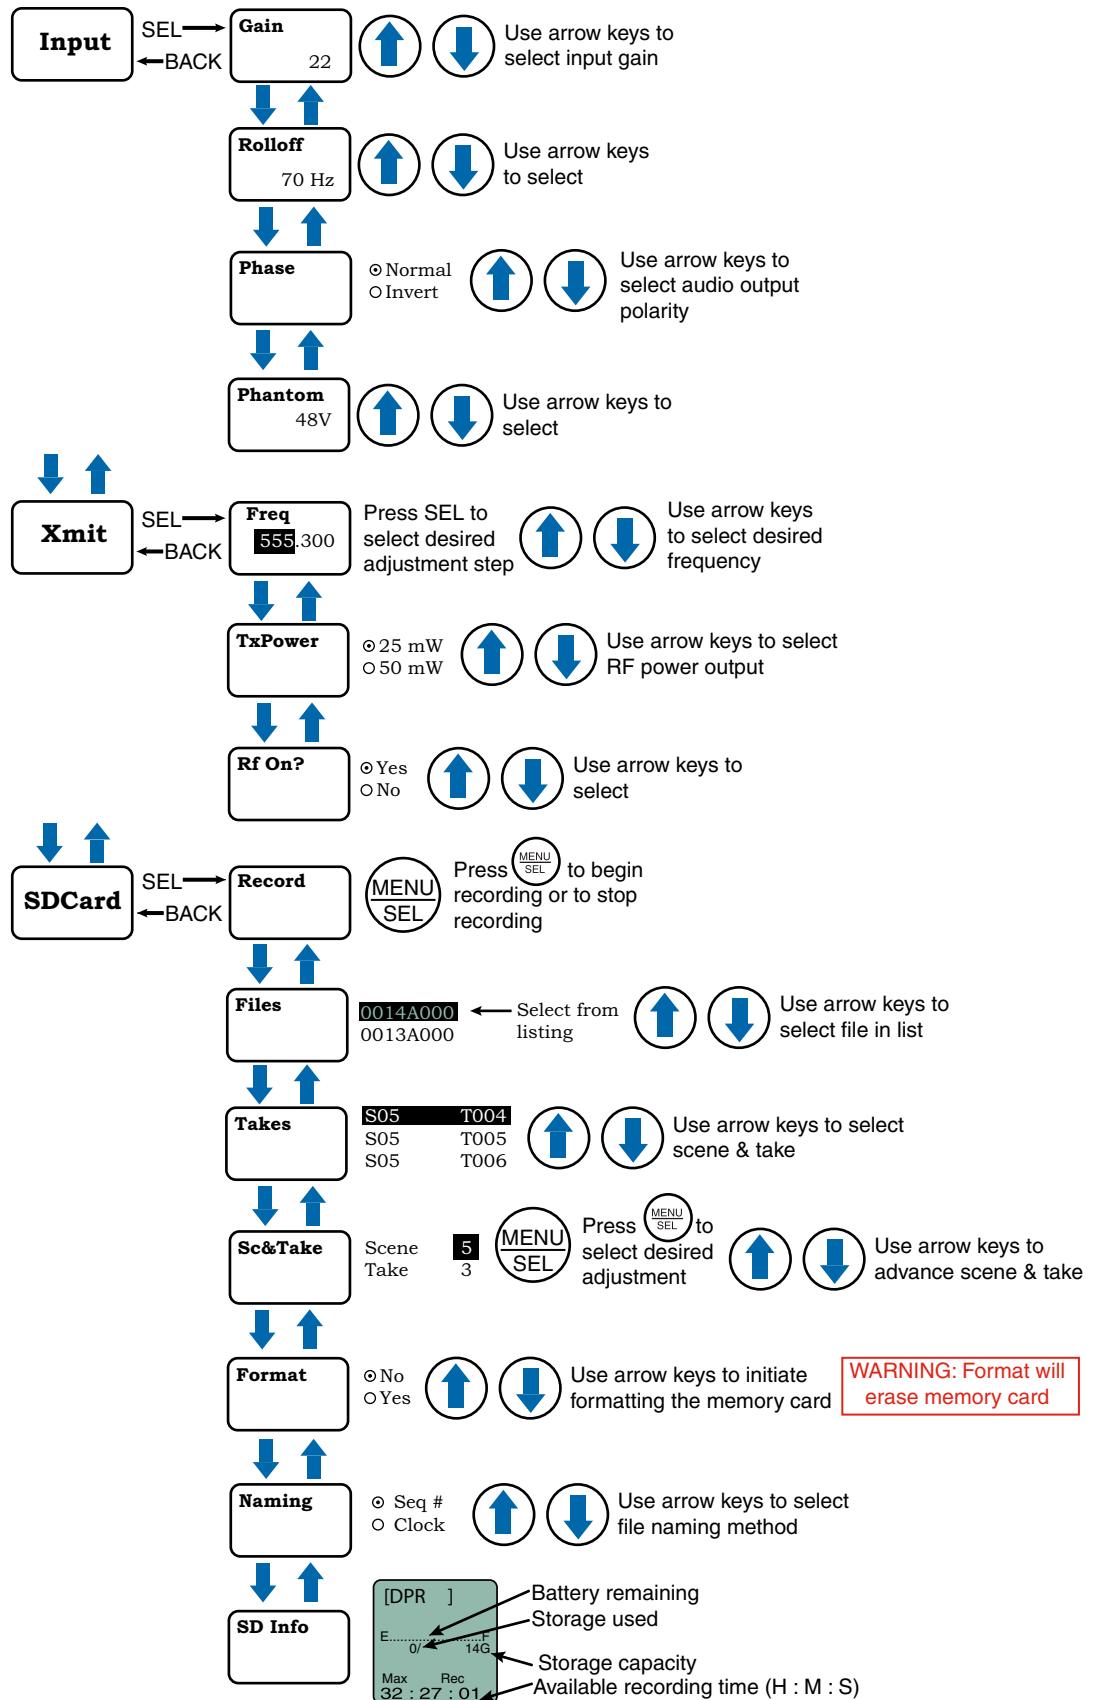 Input
SEL
BACK
Gain
22
Use arrow keys to
select input gain
Rolloff
70 Hz
Use arrow keys
to select
Phase
Normal
Invert
Use arrow keys to
select audio output
polarity
Phantom
48V
Use arrow keys to
select
Xmit
SEL
BACK
Freq
555.300
Press SEL to
select desired
adjustment step
Use arrow keys
to select desired
frequency
TxPower
25 mW
50 mW
Use arrow keys to select
RF power output
Rf On?
Yes
No
Use arrow keys to
select
SDCard
SEL
BACK
Record
MENU
SEL
Press MENU SEL to begin
recording or to stop
recording
Files
0014A000
0013A000
Select from
listing
Use arrow keys to
select file in list
Takes
S05 T004
S05 T005
S05 T006
Use arrow keys to select
scene & take
Sc&Take
Scene 5
Take 3
MENU
SEL
Press MENU SEL to
select desired
adjustment
Use arrow keys to
advance scene & take
Format
No
Yes
Use arrow keys to initiate
formatting the memory card
WARNING: Format will
erase memory card
Naming
Seq #
Clock
Use arrow keys to select
file naming method
SD Info
[DPR ]
E........................F
0/ 14G
Max Rec
32 : 27 : 01
Battery remaining
Storage used
Storage capacity
Available recording time (H : M : S)